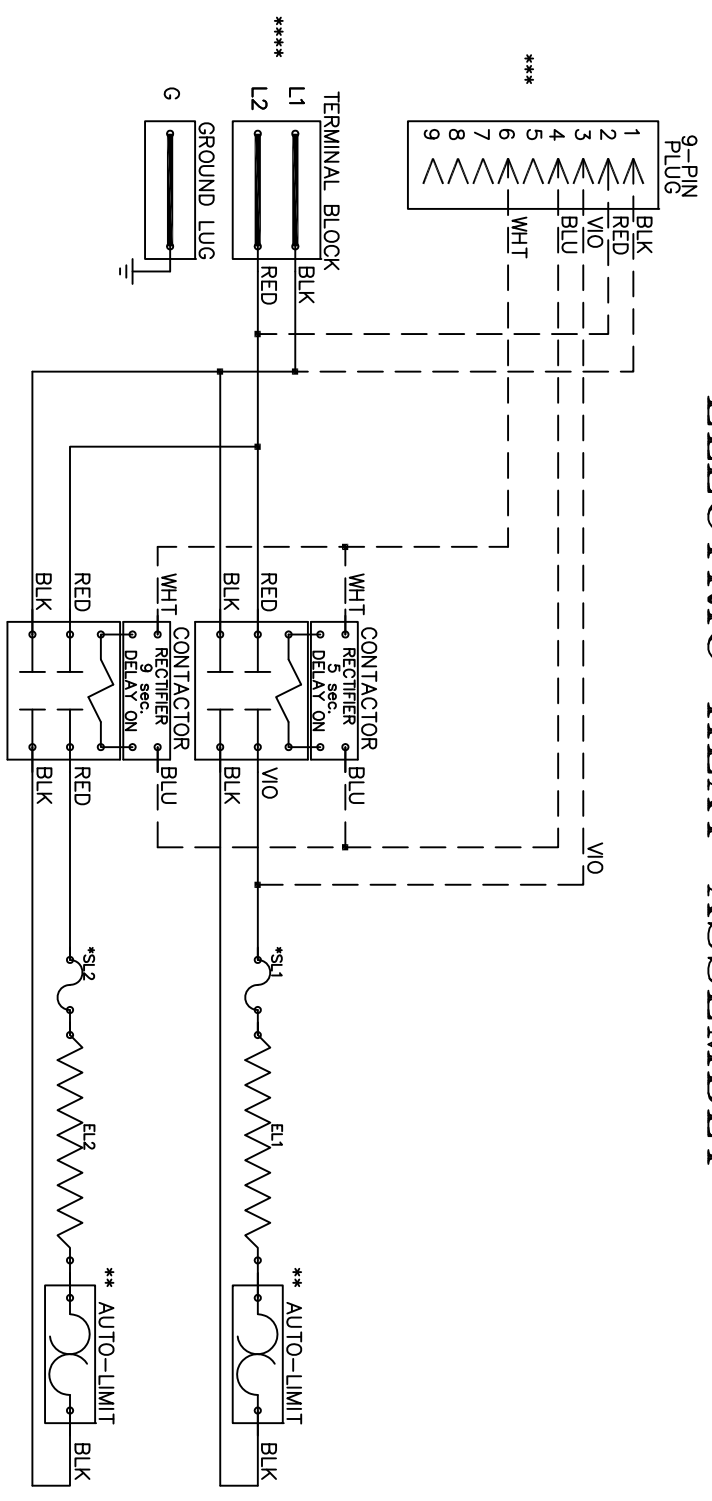 9-PIN
PLUG
***
1
2
3
4
5
6
7
8
9
BLK
RED
VIO
BLU
WHT
VIO
TERMINAL BLOCK
****
L1
L2
BLK
RED
GROUND LUG
G
CONTACTOR
WHT
RECTIFIER
5 sec.
DELAY ON
BLU
RED
BLK
VIO
BLK
*SL1
EL1
** AUTO-LIMIT
BLK
CONTACTOR
WHT
RECTIFIER
9 sec.
DELAY ON
BLU
RED
BLK
RED
BLK
*SL2
EL2
** AUTO-LIMIT
BLK